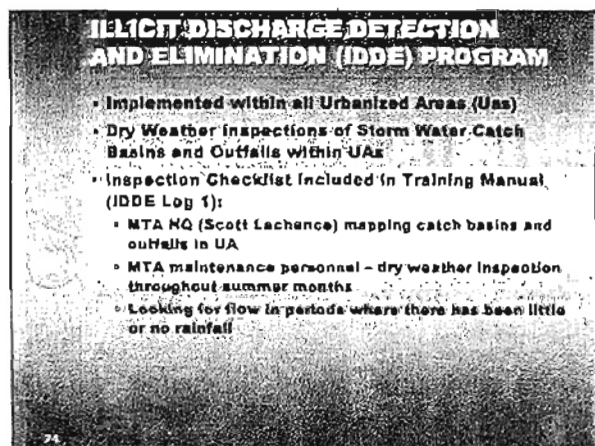 ILLICIT DISCHARGE DETECTION
AND ELIMINATION (IDDE) PROGRAM
• Implemented within all Urbanized Areas (Uas)
• Dry Weather Inspections of Storm Water Catch
Basins and Outfalls within UAs
• Inspection Checklist Included in Training Manual
(IDDE Log 1):
• MTA HQ (Scott Lachance) mapping catch basins and
outfalls in UA
• MTA maintenance personnel – dry weather inspection
throughout summer months
• Looking for flow in periods where there has been little
or no rainfall
74